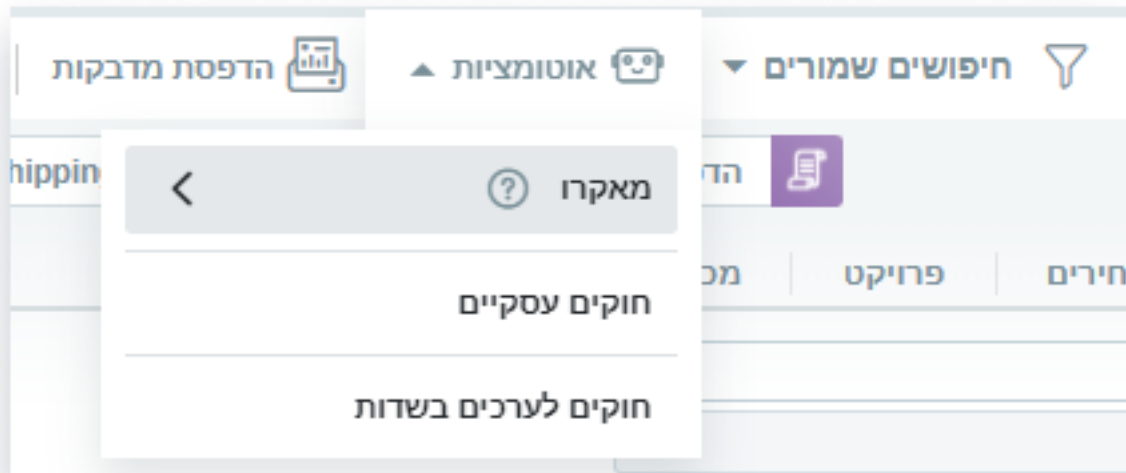 חיפושים שמורים אוטומציות הדפסת מדבקות
מאקרו ?
פרויקט
חוקים עסקיים
חוקים לערכים בשדות